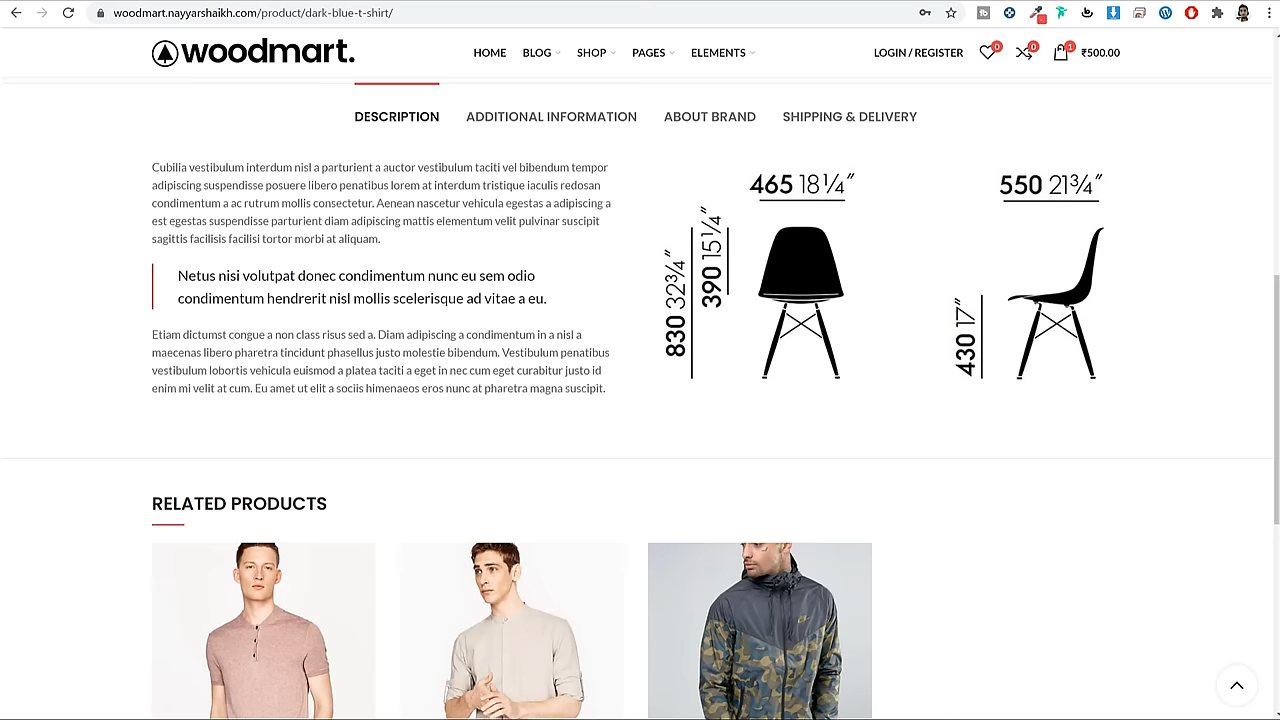 woodmart.nayyarshaikh.com/product/dark-blue-t-shirt/
woodmart.
HOME BLOG SHOP PAGES ELEMENTS
LOGIN / REGISTER 0 0 1 ₹500.00
DESCRIPTION ADDITIONAL INFORMATION ABOUT BRAND SHIPPING & DELIVERY
Cubilia vestibulum interdum nisl a parturient a auctor vestibulum taciti vel bibendum tempor
adipiscing suspendisse posuere libero penatibus lorem at interdum tristique iaculis redosan
condimentum a ac rutrum mollis consectetur. Aenean nascetur vehicula egestas a adipiscing a
est egestas suspendisse parturient diam adipiscing mattis elementum velit pulvinar suscipit
sagittis facilisis facilisi tortor morbi at aliquam.
Netus nisi volutpat donec condimentum nunc eu sem odio
condimentum hendrerit nisl mollis scelerisque ad vitae a eu.
Etiam dictumst congue a non class risus sed a. Diam adipiscing a condimentum in a nisl a
maecenas libero pharetra tincidunt phasellus justo molestie bibendum. Vestibulum penatibus
vestibulum lobortis vehicula euismod a platea taciti a eget in nec cum eget curabitur justo id
enim mi velit at cum. Eu amet ut elit a sociis himenaeos eros nunc at pharetra magna suscipit.
465 18¼″
830 32¾″
390 15¼″
550 21¾″
430 17″
RELATED PRODUCTS